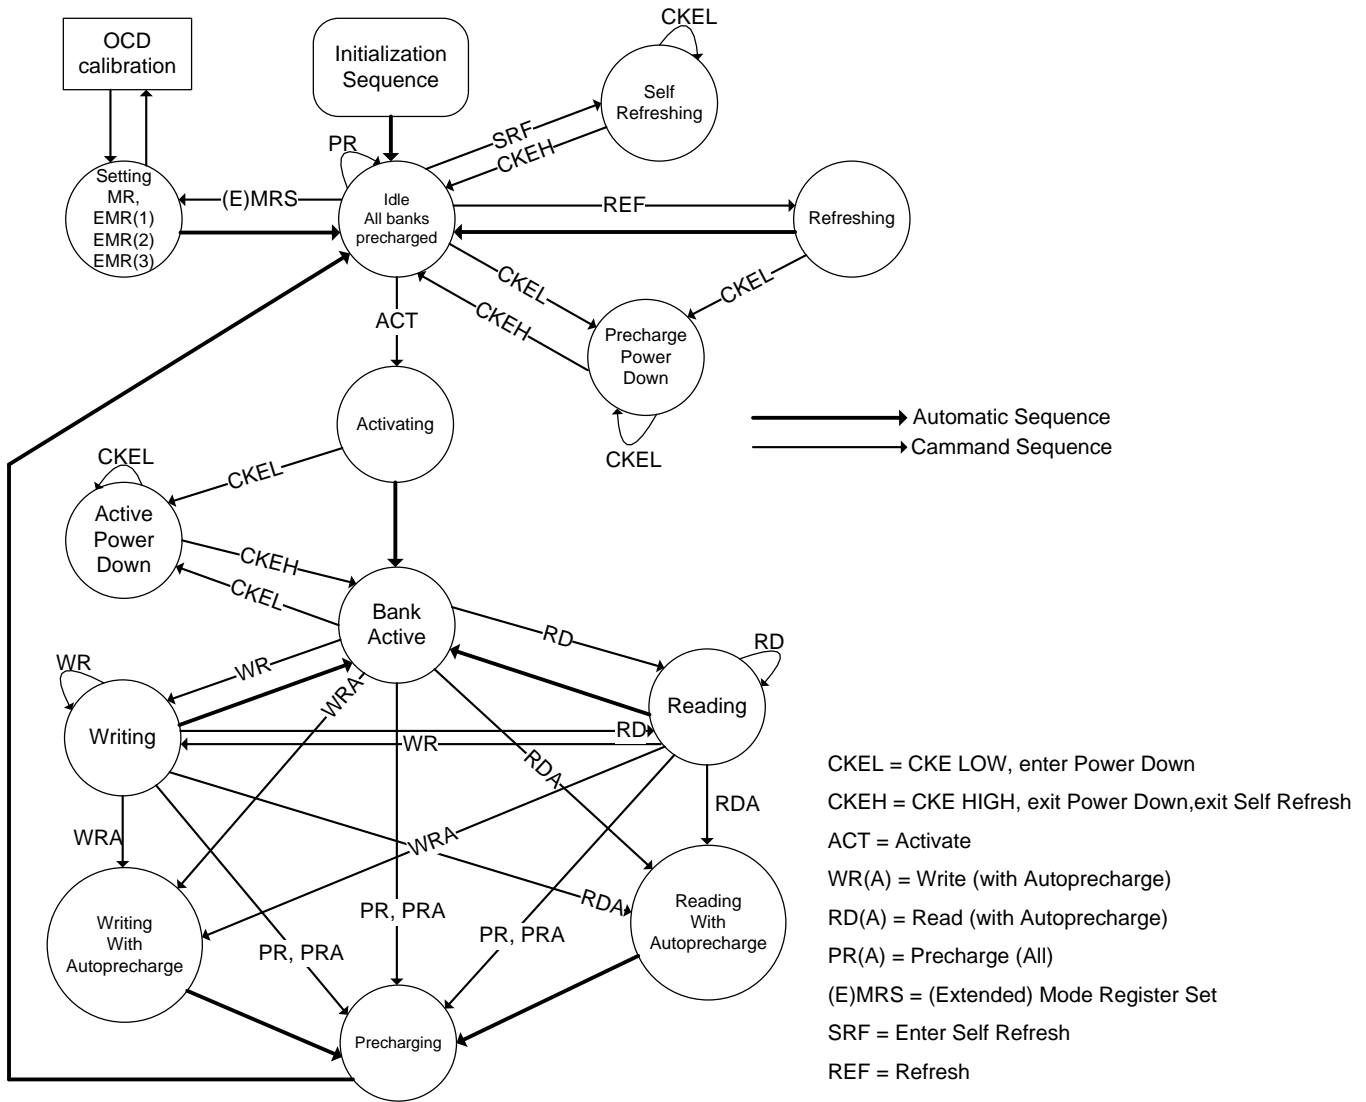 OCD
calibration
Initialization
Sequence
CKEL
Self
Refreshing
PR
SRF
CKEH
Setting
MR,
EMR(1)
EMR(2)
EMR(3)
(E)MRS
Idle
All banks
precharged
REF
Refreshing
CKEL
CKEH
CKEL
ACT
Precharge
Power
Down
CKEL
Activating
Automatic Sequence
Cammand Sequence
CKEL
CKEL
Active
Power
Down
CKEH
CKEL
Bank
Active
RD
RD
WR
WR
WRA
Reading
Writing
RD
WR
RDA
RDA
WRA
WRA
RDA
PR, PRA
PR, PRA
PR, PRA
Writing
With
Autoprecharge
Reading
With
Autoprecharge
Precharging
CKEL = CKE LOW, enter Power Down
CKEH = CKE HIGH, exit Power Down,exit Self Refresh
ACT = Activate
WR(A) = Write (with Autoprecharge)
RD(A) = Read (with Autoprecharge)
PR(A) = Precharge (All)
(E)MRS = (Extended) Mode Register Set
SRF = Enter Self Refresh
REF = Refresh